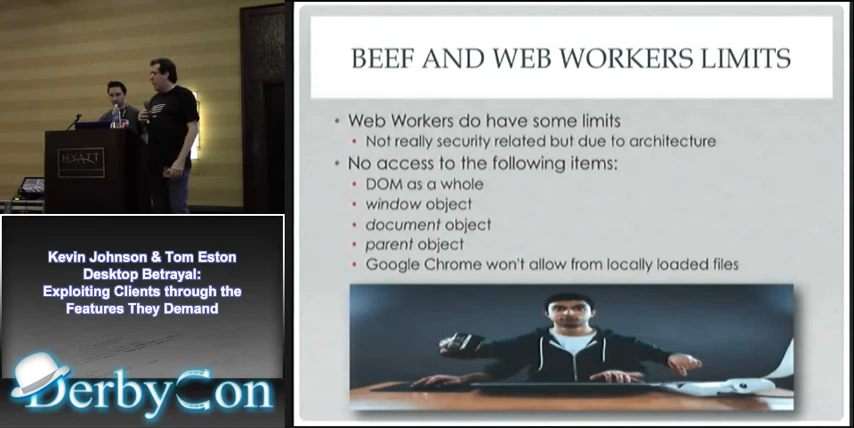 BEEF AND WEB WORKERS LIMITS
• Web Workers do have some limits
• Not really security related but due to architecture
• No access to the following items:
• DOM as a whole
• window object
• document object
• parent object
• Google Chrome won't allow from locally loaded files
HYATT
Kevin Johnson & Tom Eston
Desktop Betrayal:
Exploiting Clients through the
Features They Demand
DerbyCon